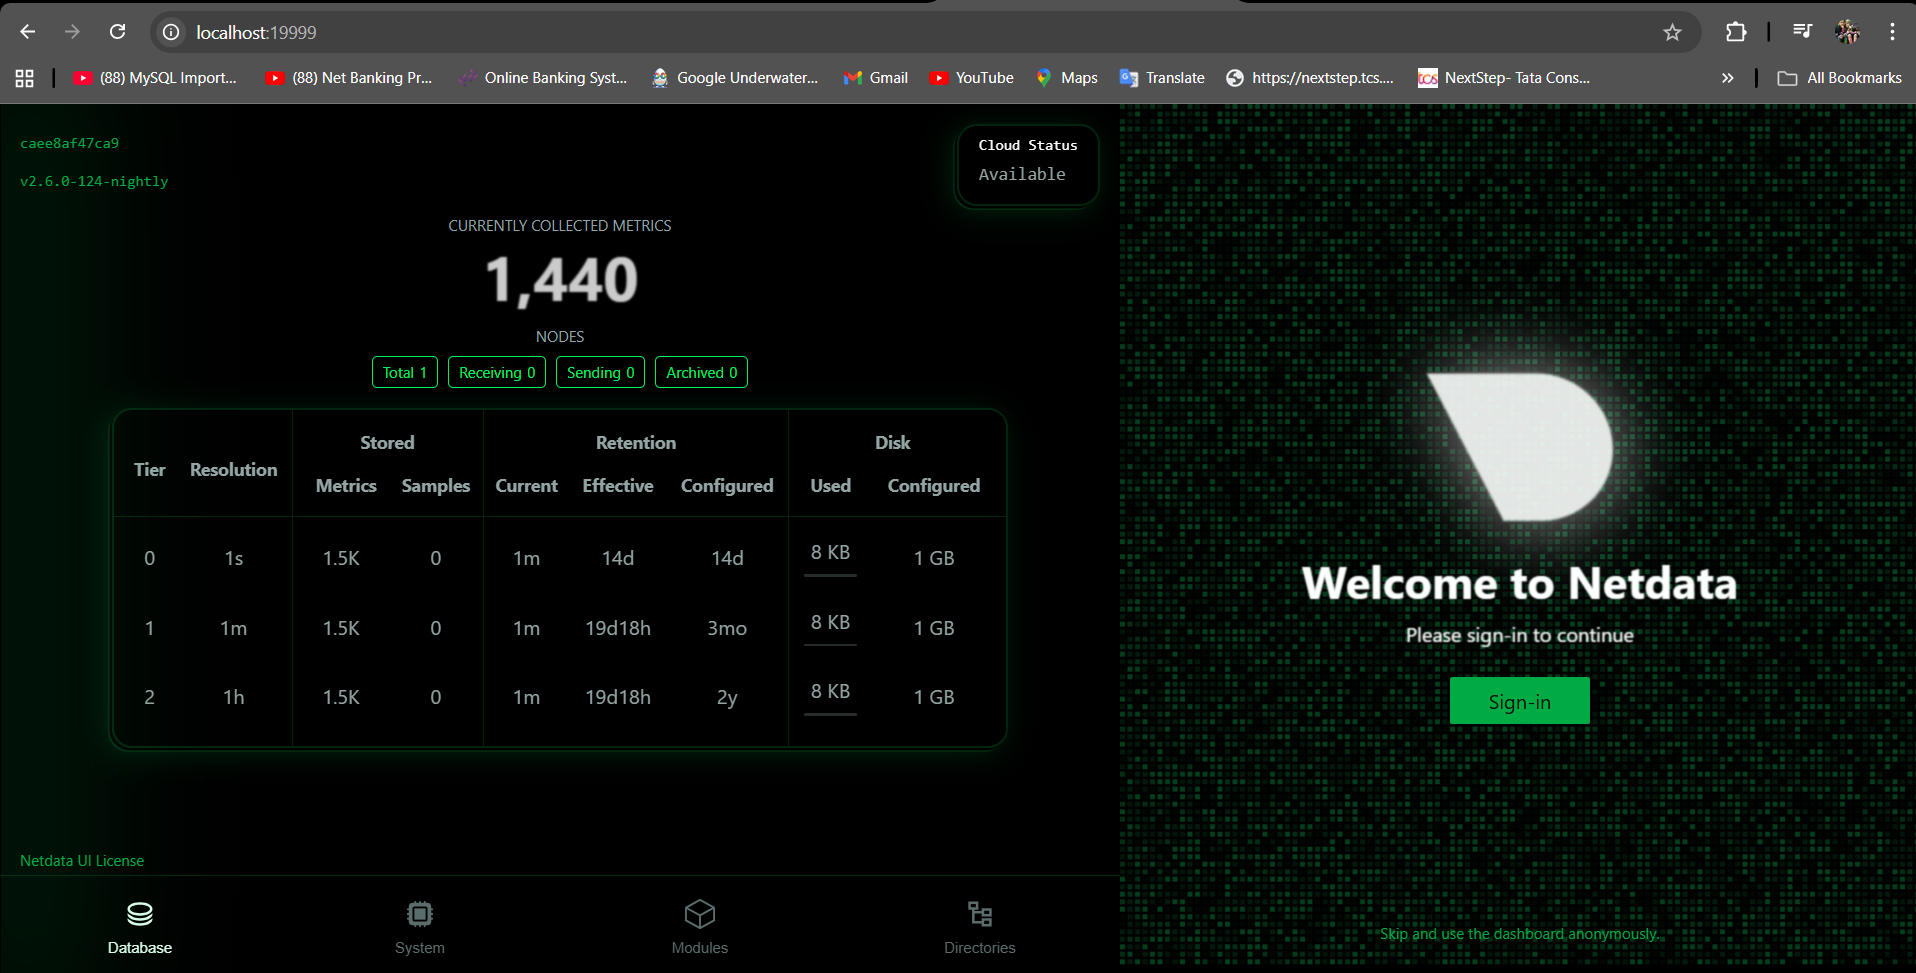 localhost:19999
(88) MySQL Import...
(88) Net Banking Pr...
Online Banking Syst...
Google Underwater...
Gmail
YouTube
Maps
Translate
https://nextstep.tcs....
tcs
NextStep- Tata Cons...
All Bookmarks
caee8af47ca9
v2.6.0-124-nightly
Cloud Status
Available
CURRENTLY COLLECTED METRICS
1,440
NODES
Total 1
Receiving 0
Sending 0
Archived 0
Stored Retention Disk
Tier Resolution
Metrics Samples Current Effective Configured Used Configured
0 1s 1.5K 0 1m 14d 14d 8 KB 1 GB
1 1m 1.5K 0 1m 19d18h 3mo 8 KB 1 GB
2 1h 1.5K 0 1m 19d18h 2y 8 KB 1 GB
Netdata UI License
Database
System
Modules
Directories
Welcome to Netdata
Please sign-in to continue
Sign-in
Skip and use the dashboard anonymously.